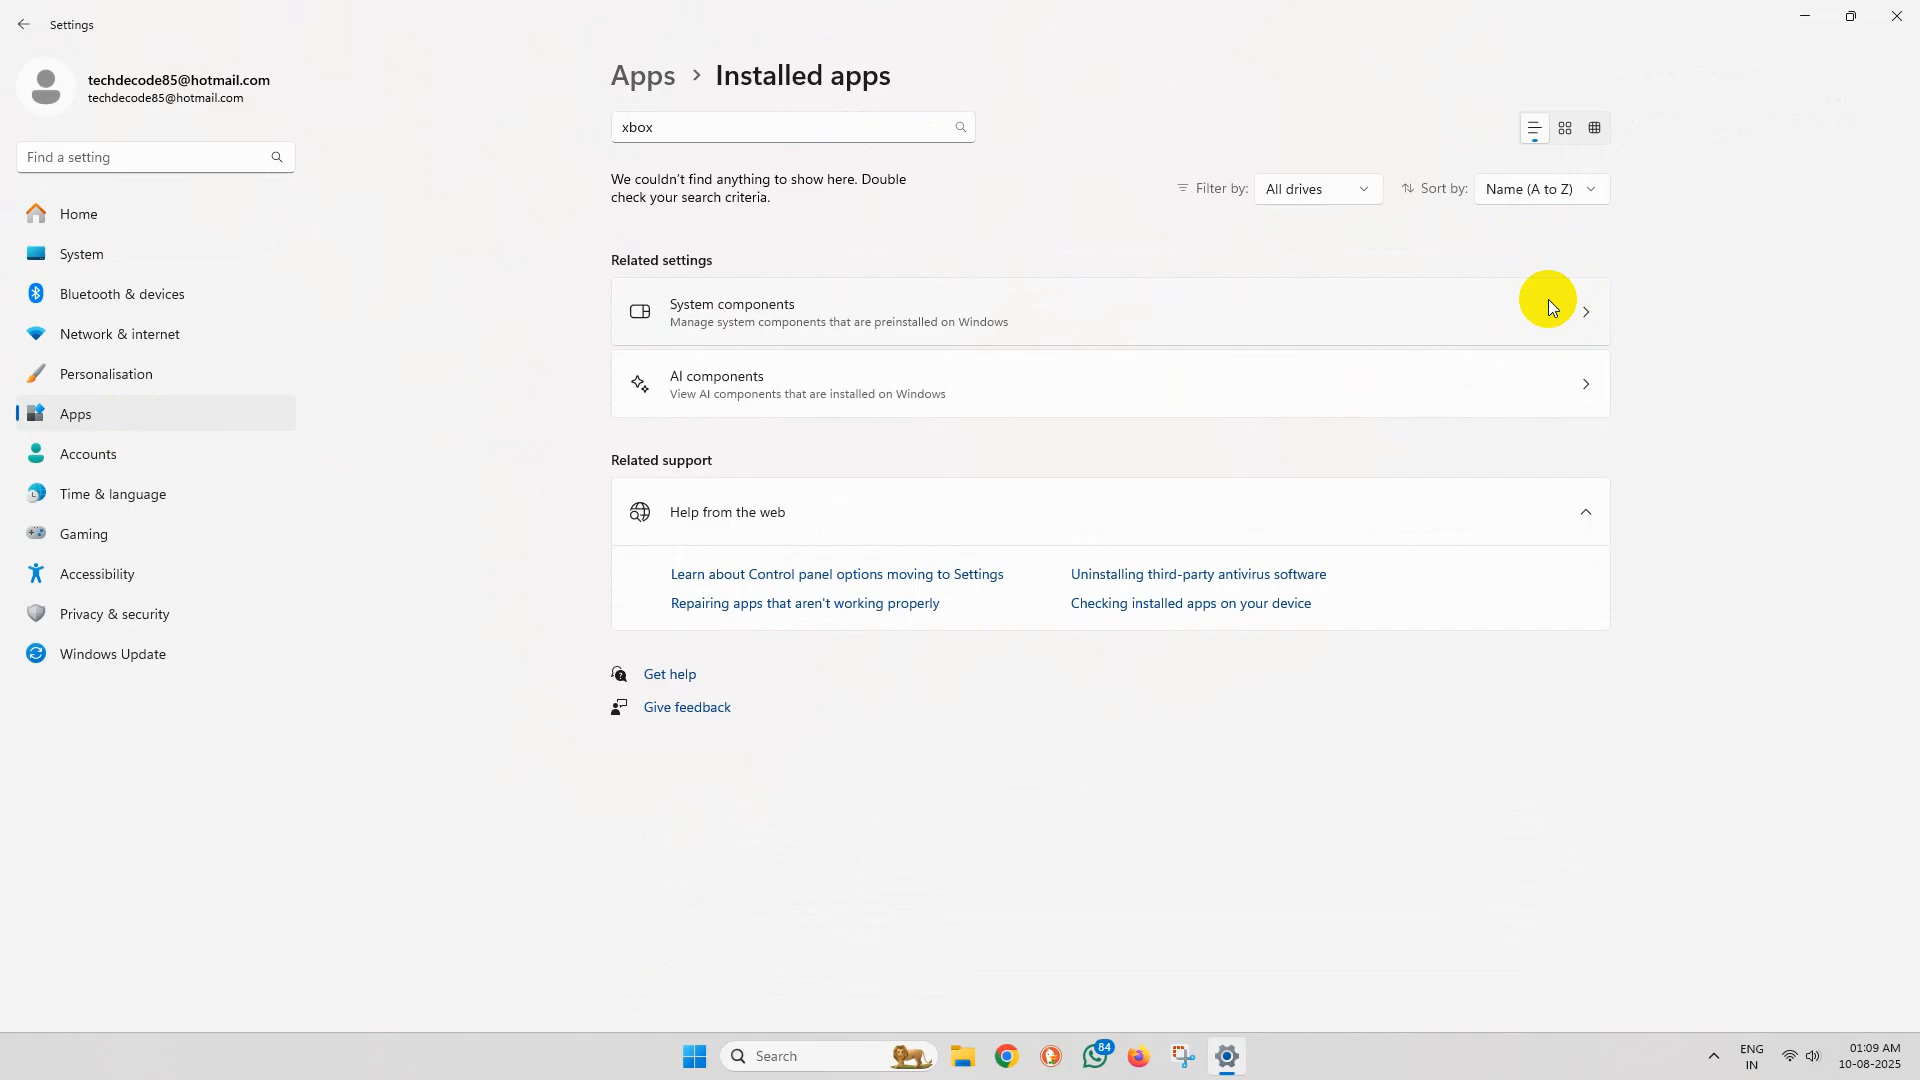 Settings
techdecode85@hotmail.com
techdecode85@hotmail.com
Find a setting
Home
System
Bluetooth & devices
Network & internet
Personalisation
Apps
Accounts
Time & language
Gaming
Accessibility
Privacy & security
Windows Update
Apps > Installed apps
xbox
We couldn't find anything to show here. Double
check your search criteria.
Filter by: All drives
Sort by: Name (A to Z)
Related settings
System components
Manage system components that are preinstalled on Windows
AI components
View AI components that are installed on Windows
Related support
Help from the web
Learn about Control panel options moving to Settings
Uninstalling third-party antivirus software
Repairing apps that aren't working properly
Checking installed apps on your device
Get help
Give feedback
Search
84
ENG
IN
01:09 AM
10-08-2025